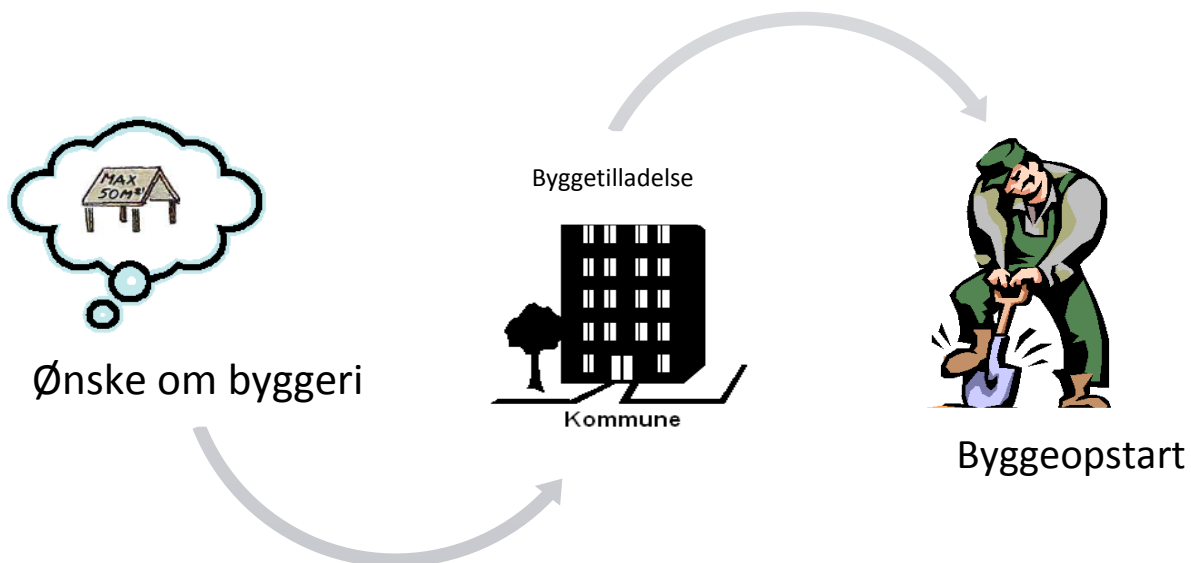 MAX
50M²
Ønske om byggeri
Byggetilladelse
Kommune
Byggeopstart